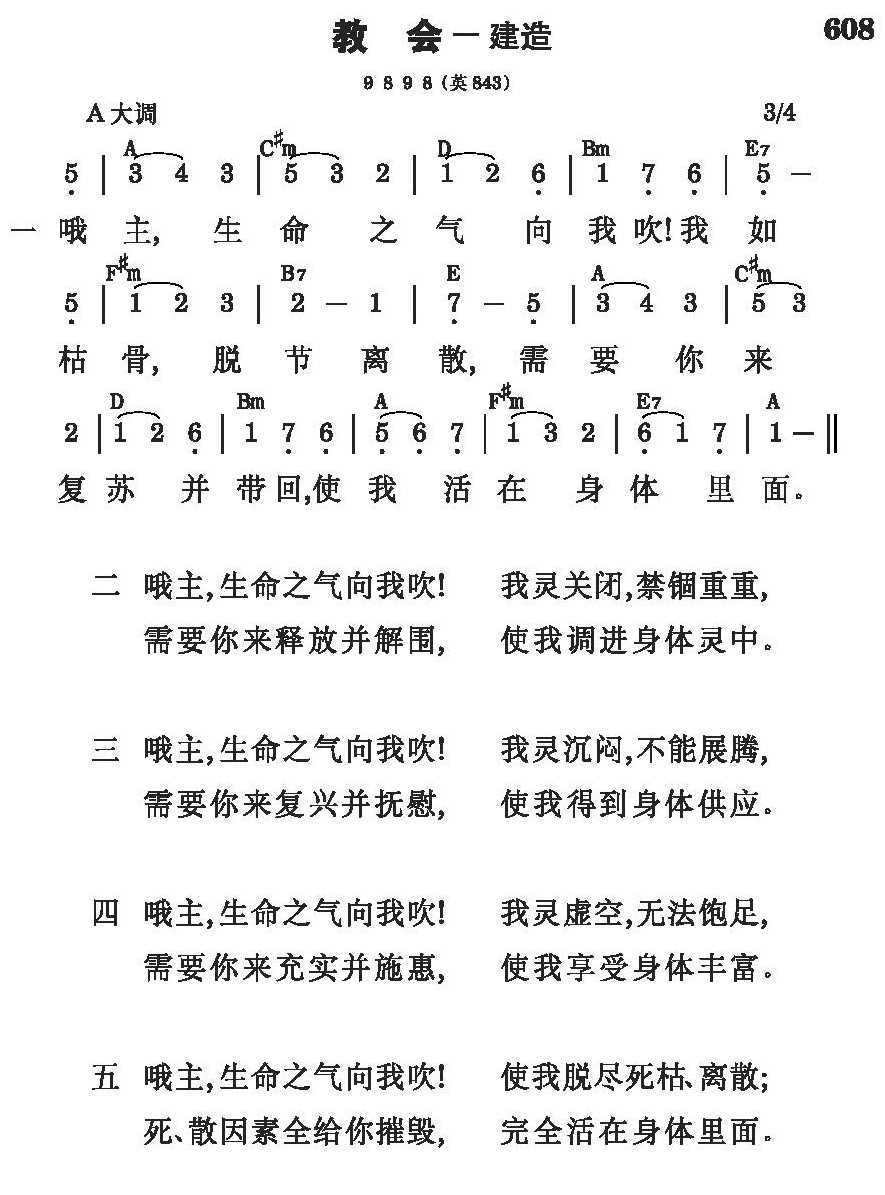 教 会 － 建造 608
9 8 9 8 (英 843)
A 大调 3/4
A C♯m D Bm E7
5̣ | 3 4 3 | 5 3 2 | 1 2 6̣ | 1 7̣ 6̣ | 5̣ －
一 哦 主, 生 命 之 气 向 我 吹! 我 如
F♯m B7 E A C♯m
5̣ | 1 2 3 | 2 － 1 | 7̣ － 5̣ | 3 4 3 | 5 3
枯 骨, 脱 节 离 散, 需 要 你 来
D Bm A F♯m E7 A
2 | 1 2 6̣ | 1 7̣ 6̣ | 5̣ 6̣ 7̣ | 1 3 2 | 6̣ 1 7̣ | 1 － ‖
复 苏 并 带 回,使 我 活 在 身 体 里 面。
二 哦主,生命之气向我吹! 我灵关闭,禁锢重重,
需要你来释放并解围, 使我调进身体灵中。
三 哦主,生命之气向我吹! 我灵沉闷,不能展腾,
需要你来复兴并抚慰, 使我得到身体供应。
四 哦主,生命之气向我吹! 我灵虚空,无法饱足,
需要你来充实并施惠, 使我享受身体丰富。
五 哦主,生命之气向我吹! 使我脱尽死枯、离散;
死、散因素全给你摧毁, 完全活在身体里面。